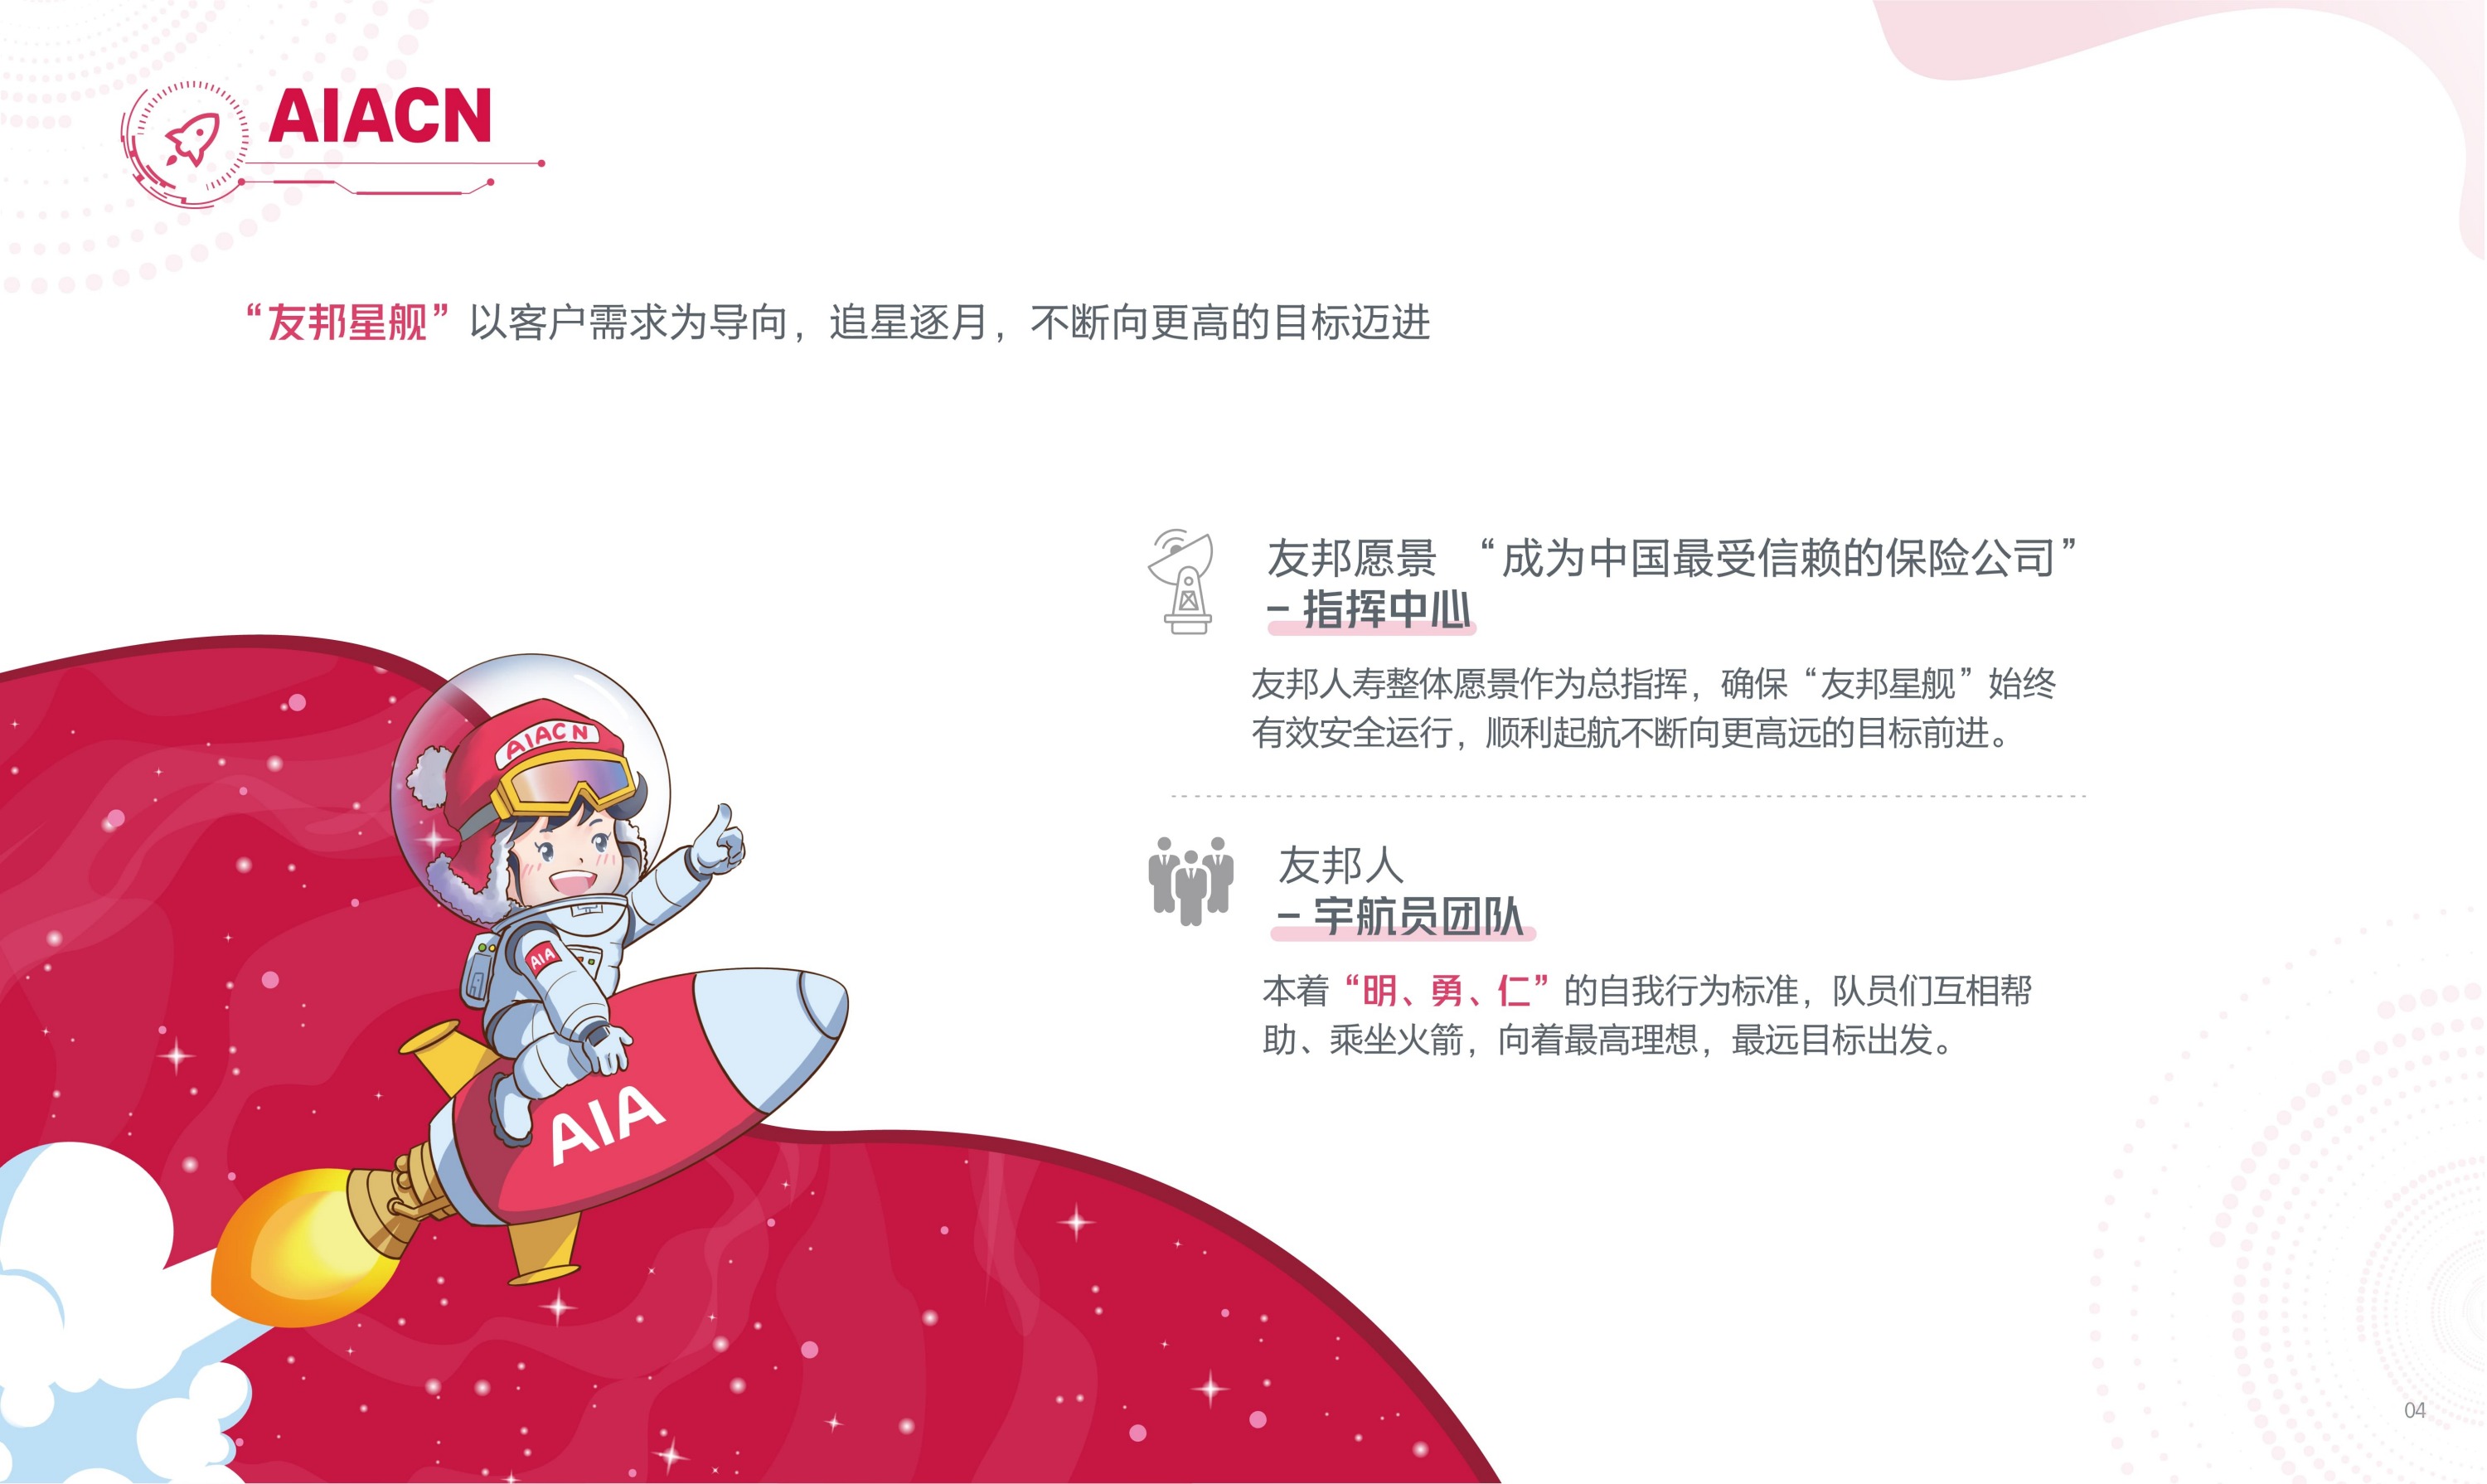 AIACN
“友邦星舰”以客户需求为导向，追星逐月，不断向更高的目标迈进
友邦愿景 “成为中国最受信赖的保险公司”
– 指挥中心
友邦人寿整体愿景作为总指挥，确保“友邦星舰”始终
有效安全运行，顺利起航不断向更高远的目标前进。
友邦人
– 宇航员团队
本着“明、勇、仁”的自我行为标准，队员们互相帮
助、乘坐火箭，向着最高理想，最远目标出发。
AIACN
AIA
AIA
04